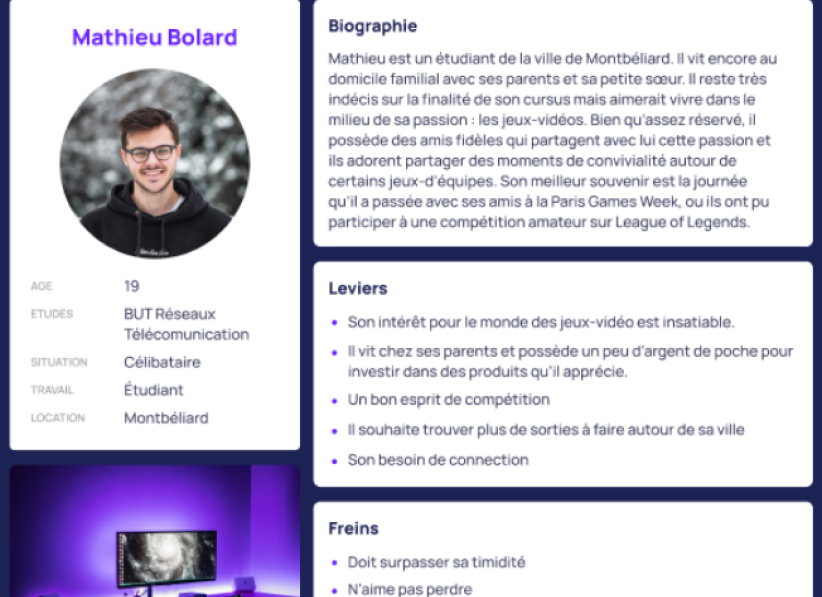 Mathieu Bolard
AGE 19
ETUDES BUT Réseaux
Télécomunication
SITUATION Célibataire
TRAVAIL Étudiant
LOCATION Montbéliard
Biographie
Mathieu est un étudiant de la ville de Montbéliard. Il vit encore au
domicile familial avec ses parents et sa petite sœur. Il reste très
indécis sur la finalité de son cursus mais aimerait vivre dans le
milieu de sa passion : les jeux-vidéos. Bien qu'assez réservé, il
possède des amis fidèles qui partagent avec lui cette passion et
ils adorent partager des moments de convivialité autour de
certains jeux-d'équipes. Son meilleur souvenir est la journée
qu'il a passée avec ses amis à la Paris Games Week, ou ils ont pu
participer à une compétition amateur sur League of Legends.
Leviers
• Son intérêt pour le monde des jeux-vidéo est insatiable.
• Il vit chez ses parents et possède un peu d'argent de poche pour
investir dans des produits qu'il apprécie.
• Un bon esprit de compétition
• Il souhaite trouver plus de sorties à faire autour de sa ville
• Son besoin de connection
Freins
• Doit surpasser sa timidité
• N'aime pas perdre